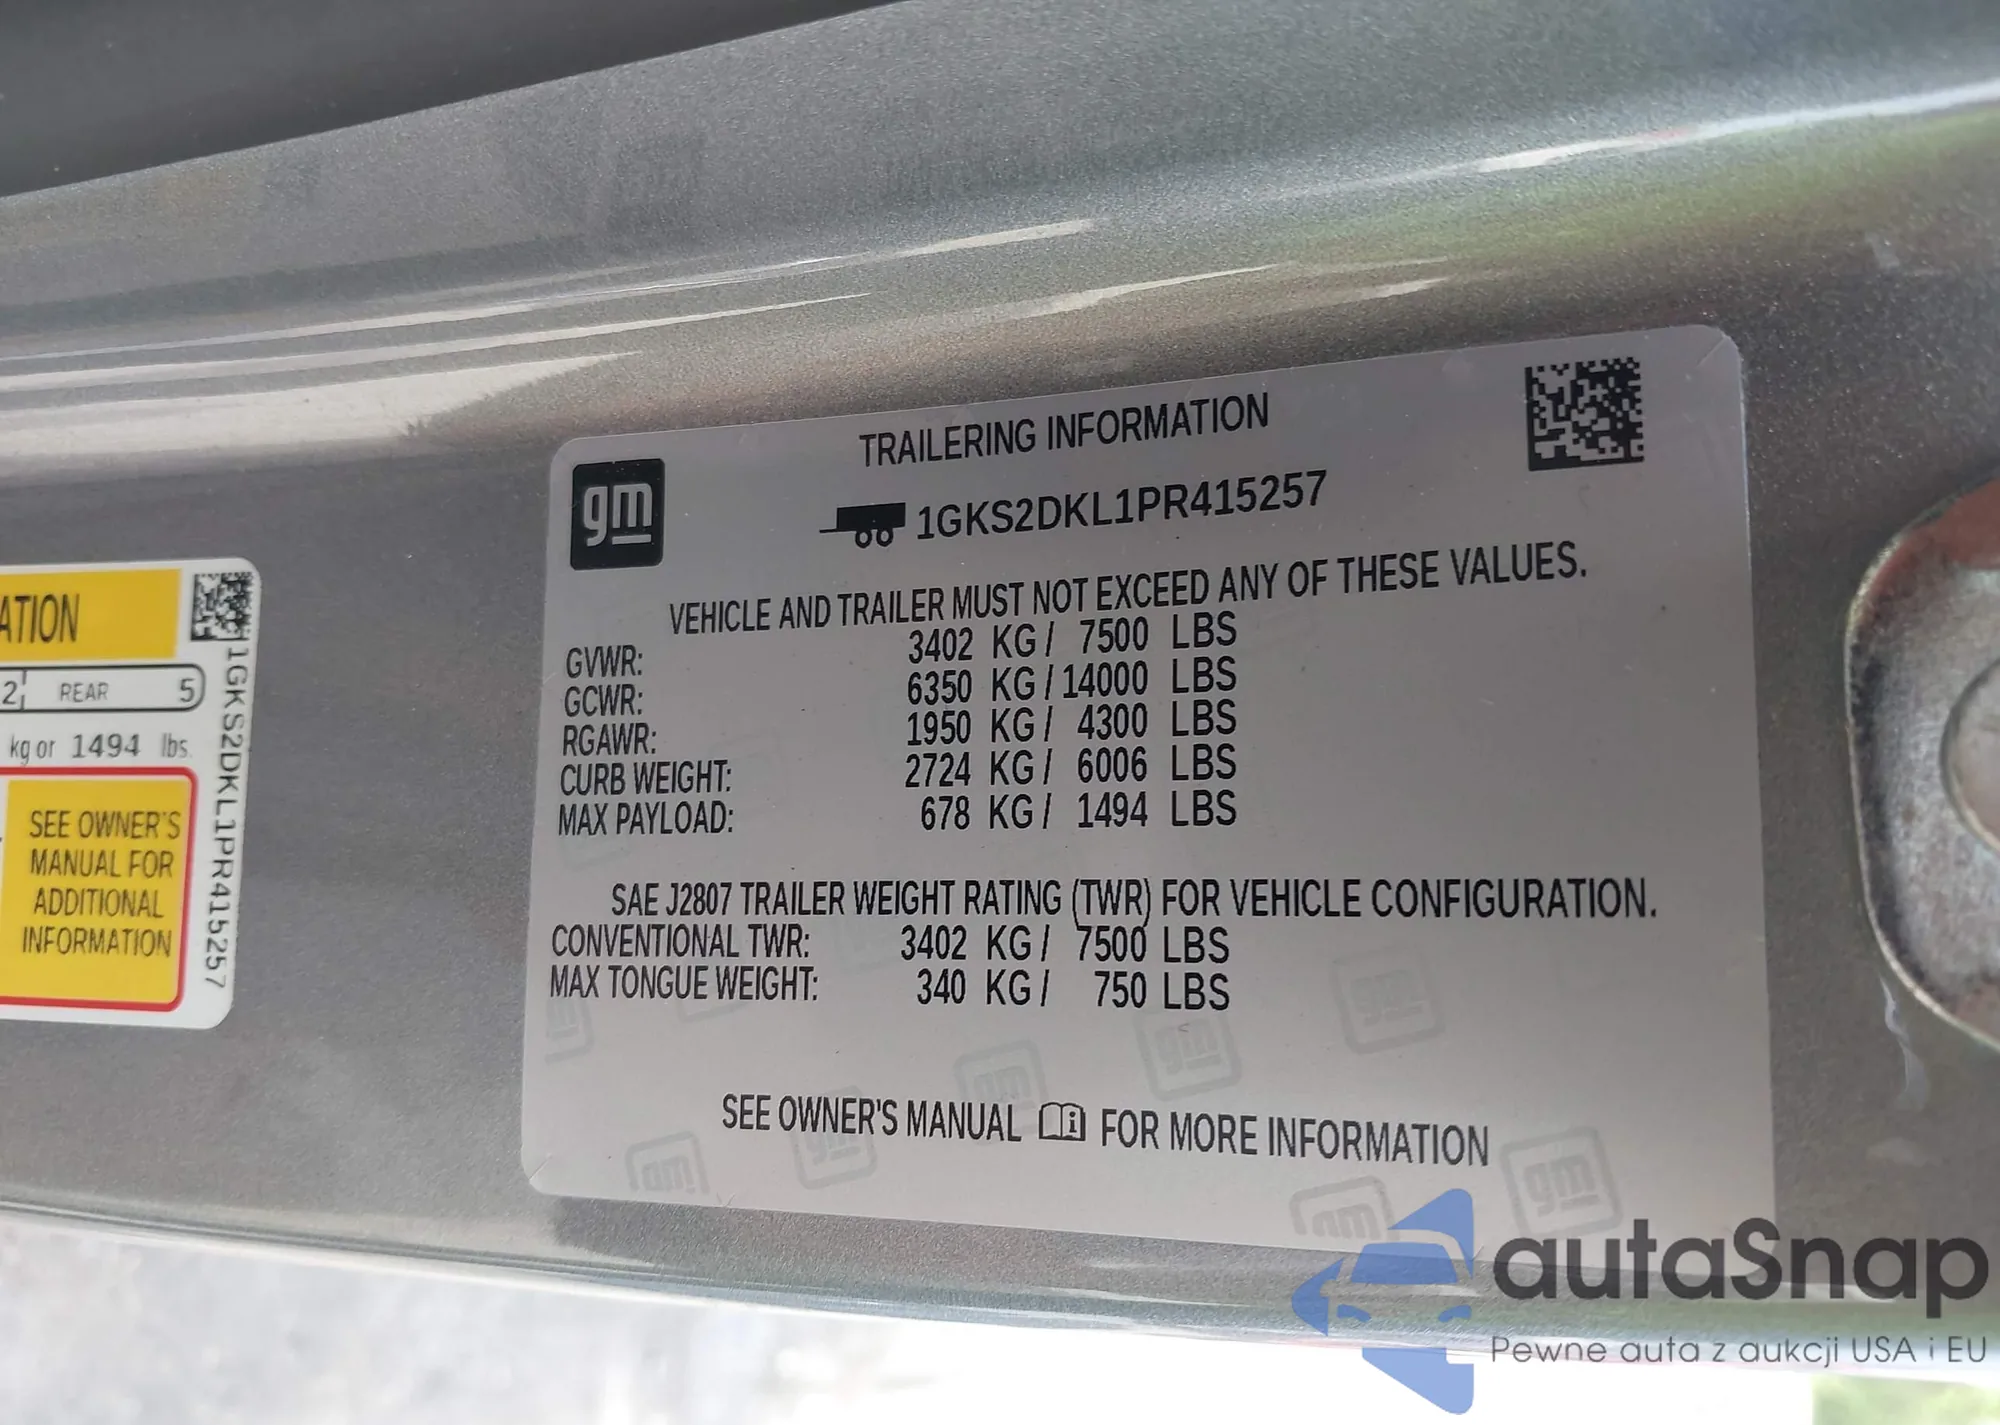 ATION
2 REAR 5
kg or 1494 lbs.
SEE OWNER'S
MANUAL FOR
ADDITIONAL
INFORMATION
1GKS2DKL1PR415257
gm
TRAILERING INFORMATION
1GKS2DKL1PR415257
VEHICLE AND TRAILER MUST NOT EXCEED ANY OF THESE VALUES.
GVWR: 3402 KG/ 7500 LBS
GCWR: 6350 KG/ 14000 LBS
RGAWR: 1950 KG/ 4300 LBS
CURB WEIGHT: 2724 KG/ 6006 LBS
MAX PAYLOAD: 678 KG/ 1494 LBS
SAE J2807 TRAILER WEIGHT RATING (TWR) FOR VEHICLE CONFIGURATION.
CONVENTIONAL TWR: 3402 KG/ 7500 LBS
MAX TONGUE WEIGHT: 340 KG/ 750 LBS
SEE OWNER'S MANUAL i FOR MORE INFORMATION
autaSnap
Pewne auta z aukcji USA i EU